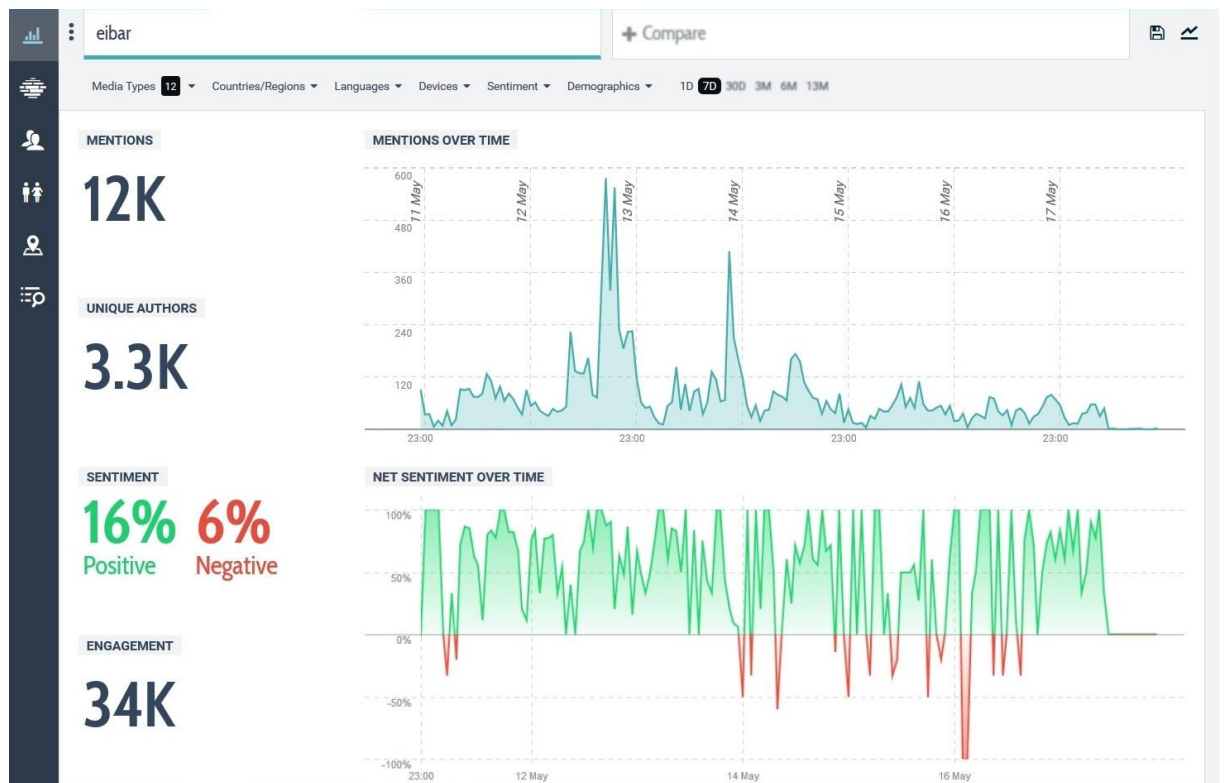 eibar
+ Compare
Media Types 12 Countries/Regions Languages Devices Sentiment Demographics 1D 7D 30D 3M 6M 13M
MENTIONS
12K
UNIQUE AUTHORS
3.3K
SENTIMENT
16% 6%
Positive Negative
ENGAGEMENT
34K
MENTIONS OVER TIME
600
480
360
240
120
11 May 12 May 13 May 14 May 15 May 16 May 17 May
23:00 23:00 23:00 23:00
NET SENTIMENT OVER TIME
100%
50%
0%
-50%
-100%
23:00 12 May 14 May 16 May